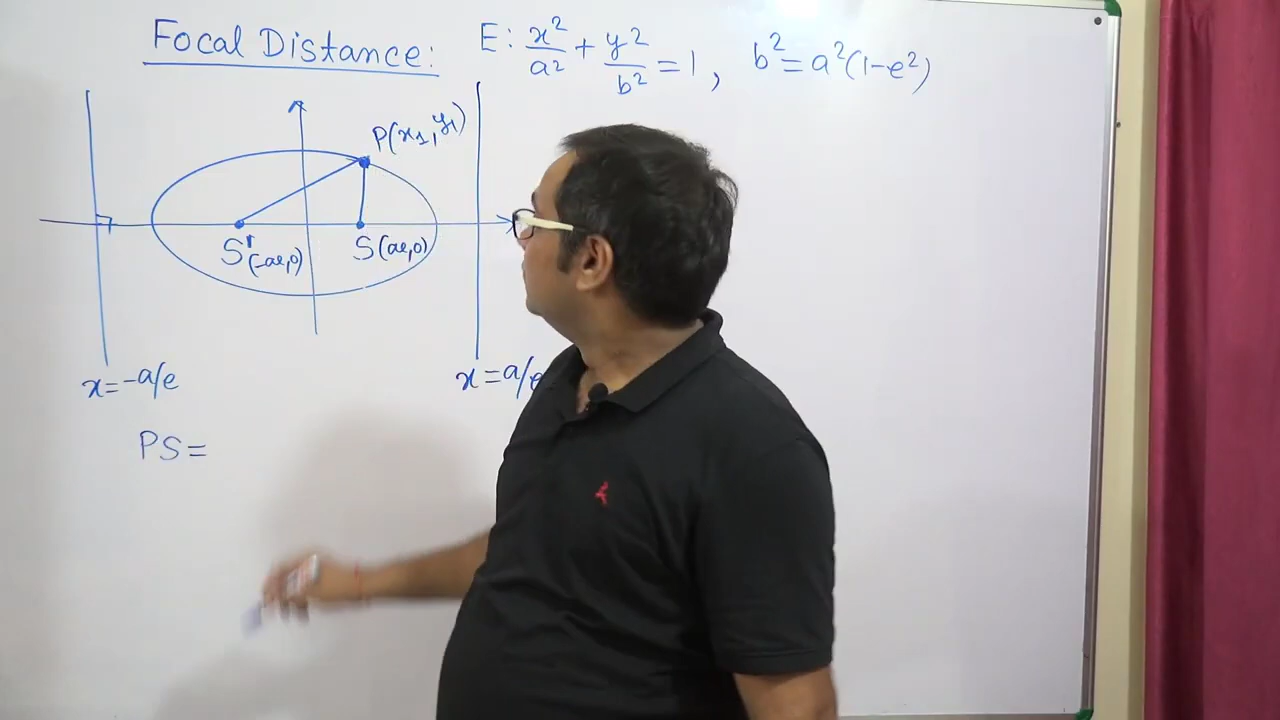 Focal Distance: E: x²/a² + y²/b² = 1, b² = a²(1-e²)
P(x₁, y₁)
S'(-ae,0) S(ae,0)
x = -a/e x = a/e
PS =